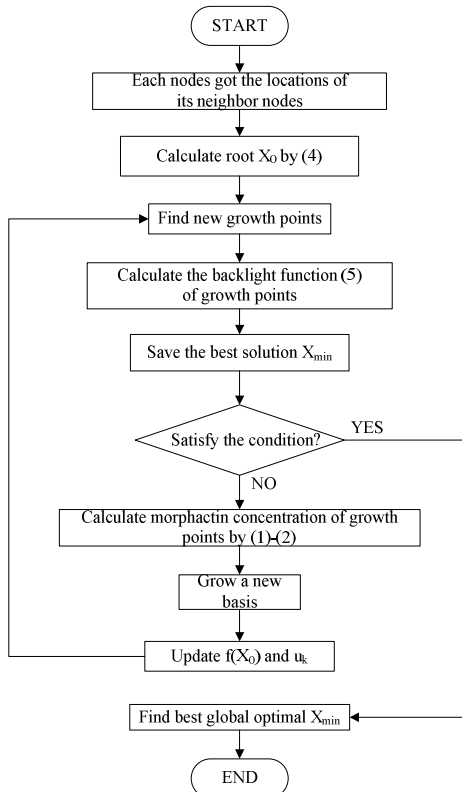 START
Each nodes got the locations of
its neighbor nodes
Calculate root X₀ by (4)
Find new growth points
Calculate the backlight function (5)
of growth points
Save the best solution Xmin
Satisfy the condition?
YES
NO
Calculate morphactin concentration of growth
points by (1)-(2)
Grow a new
basis
Update f(X₀) and uₖ
Find best global optimal Xmin
END